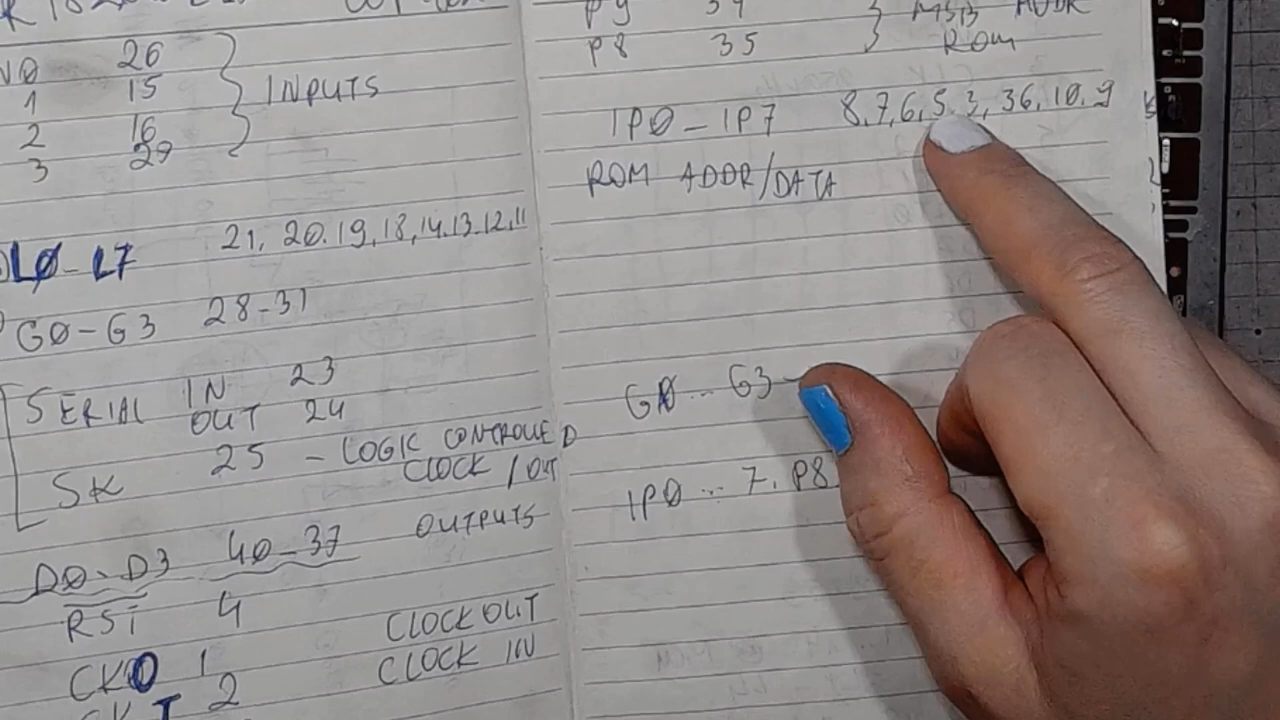 26
1 15
2 16
3 29
INPUTS
L0-L7 21, 20.19,18,14.13.12,11
G0-G3 28-31
SERIAL IN 23
OUT 24
SK 25 - LOGIC CONTROLLED
CLOCK / OUT
D0-D3 40-37 OUTPUTS
RST 4
CKO 1 CLOCK OUT
2 CLOCK IN
P9 34 MSB ADDR
P8 35 ROM
IP0-IP7 8,7,6,5.3,36,10.9
ROM ADDR/DATA
G0...G3
IP0...7, P8